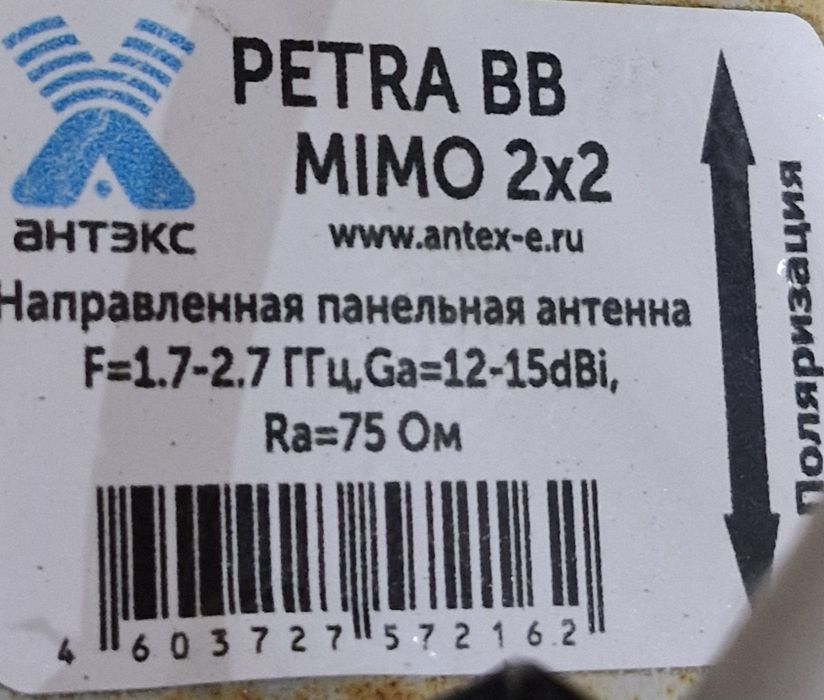 PETRA BB
MIMO 2x2
антэкс
www.antex-e.ru
Направленная панельная антенна
F=1.7-2.7 ГГц,Ga=12-15dBi,
Ra=75 Ом
4 603727 572162
Поляризация